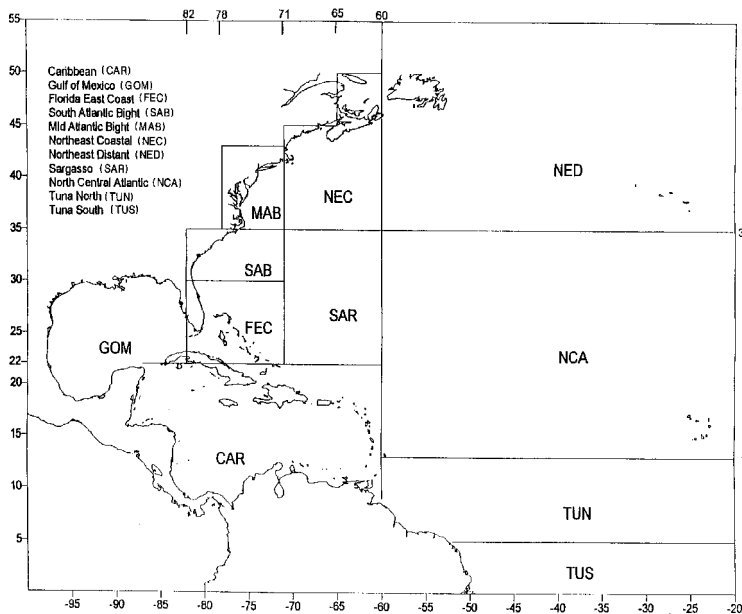 82 78 71 65 60
55
50
45
40
35
30
25
22
20
15
10
5
Caribbean (CAR)
Gulf of Mexico (GOM)
Florida East Coast (FEC)
South Atlantic Bight (SAB)
Mid Atlantic Bight (MAB)
Northeast Coastal (NEC)
Northeast Distant (NED)
Sargasso (SAR)
North Central Atlantic (NCA)
Tuna North (TUN)
Tuna South (TUS)
NED
NEC
MAB
SAB
SAR
FEC
GOM
NCA
CAR
TUN
TUS
-95 -90 -85 -80 -75 -70 -65 -60 -55 -50 -45 -40 -35 -30 -25 -20